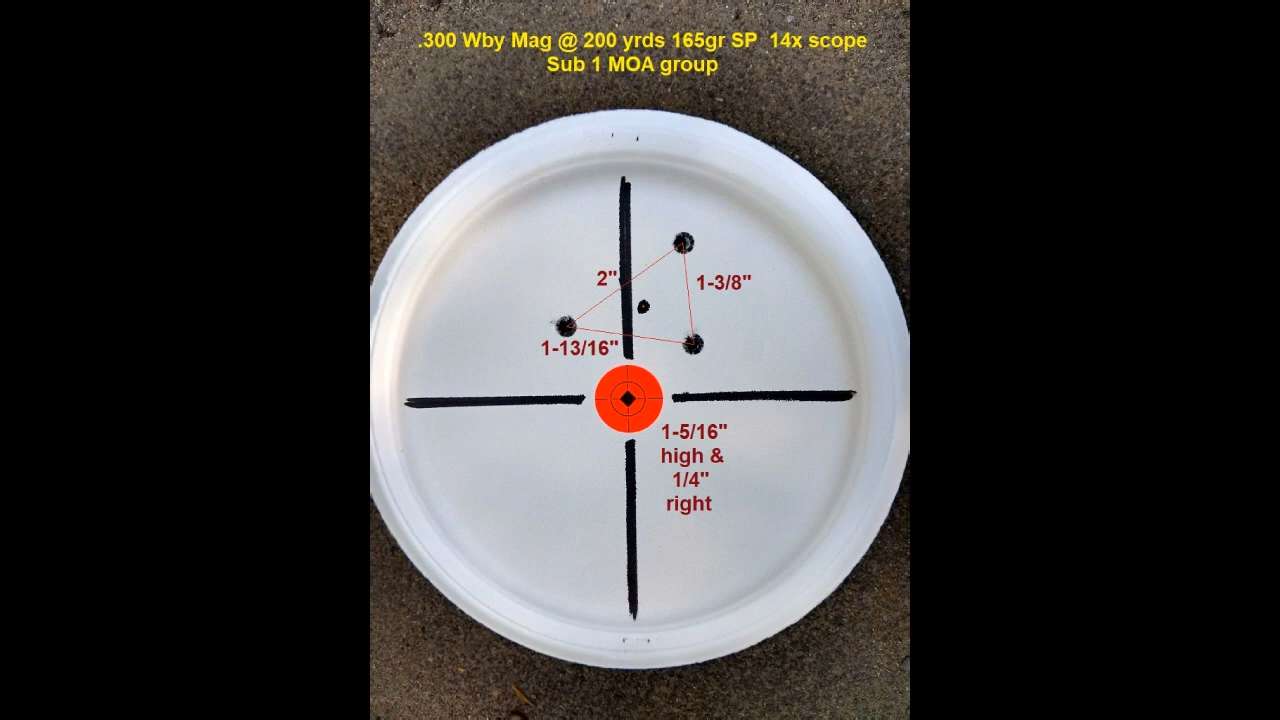 .300 Wby Mag @ 200 yrds 165gr SP 14x scope
Sub 1 MOA group
2"
1-3/8"
1-13/16"
1-5/16"
high &
1/4"
right